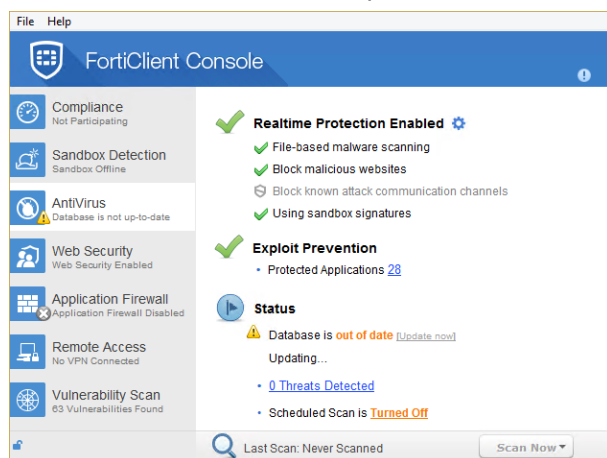 File Help
FortiClient Console
Compliance
Not Participating
Sandbox Detection
Sandbox Offline
AntiVirus
Database is not up-to-date
Web Security
Web Security Enabled
Application Firewall
Application Firewall Disabled
Remote Access
No VPN Connected
Vulnerability Scan
63 Vulnerabilities Found
Realtime Protection Enabled
File-based malware scanning
Block malicious websites
Block known attack communication channels
Using sandbox signatures
Exploit Prevention
• Protected Applications 28
Status
Database is out of date [Update now]
Updating...
• 0 Threats Detected
• Scheduled Scan is Turned Off
Last Scan: Never Scanned
Scan Now